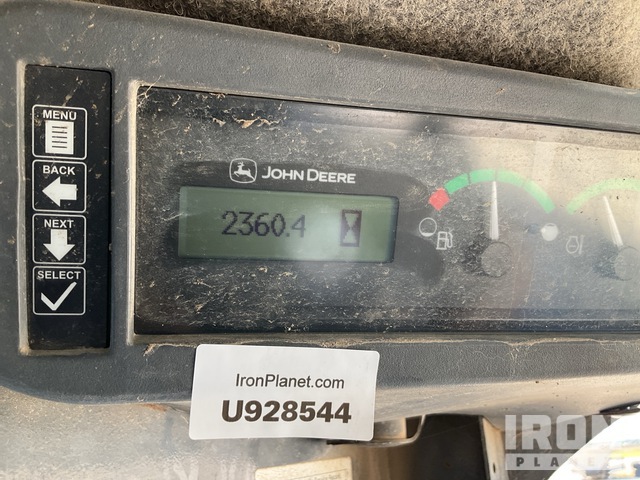 MENU
BACK
NEXT
SELECT
JOHN DEERE
2360.4
IronPlanet.com
U928544
IRON
PLANET